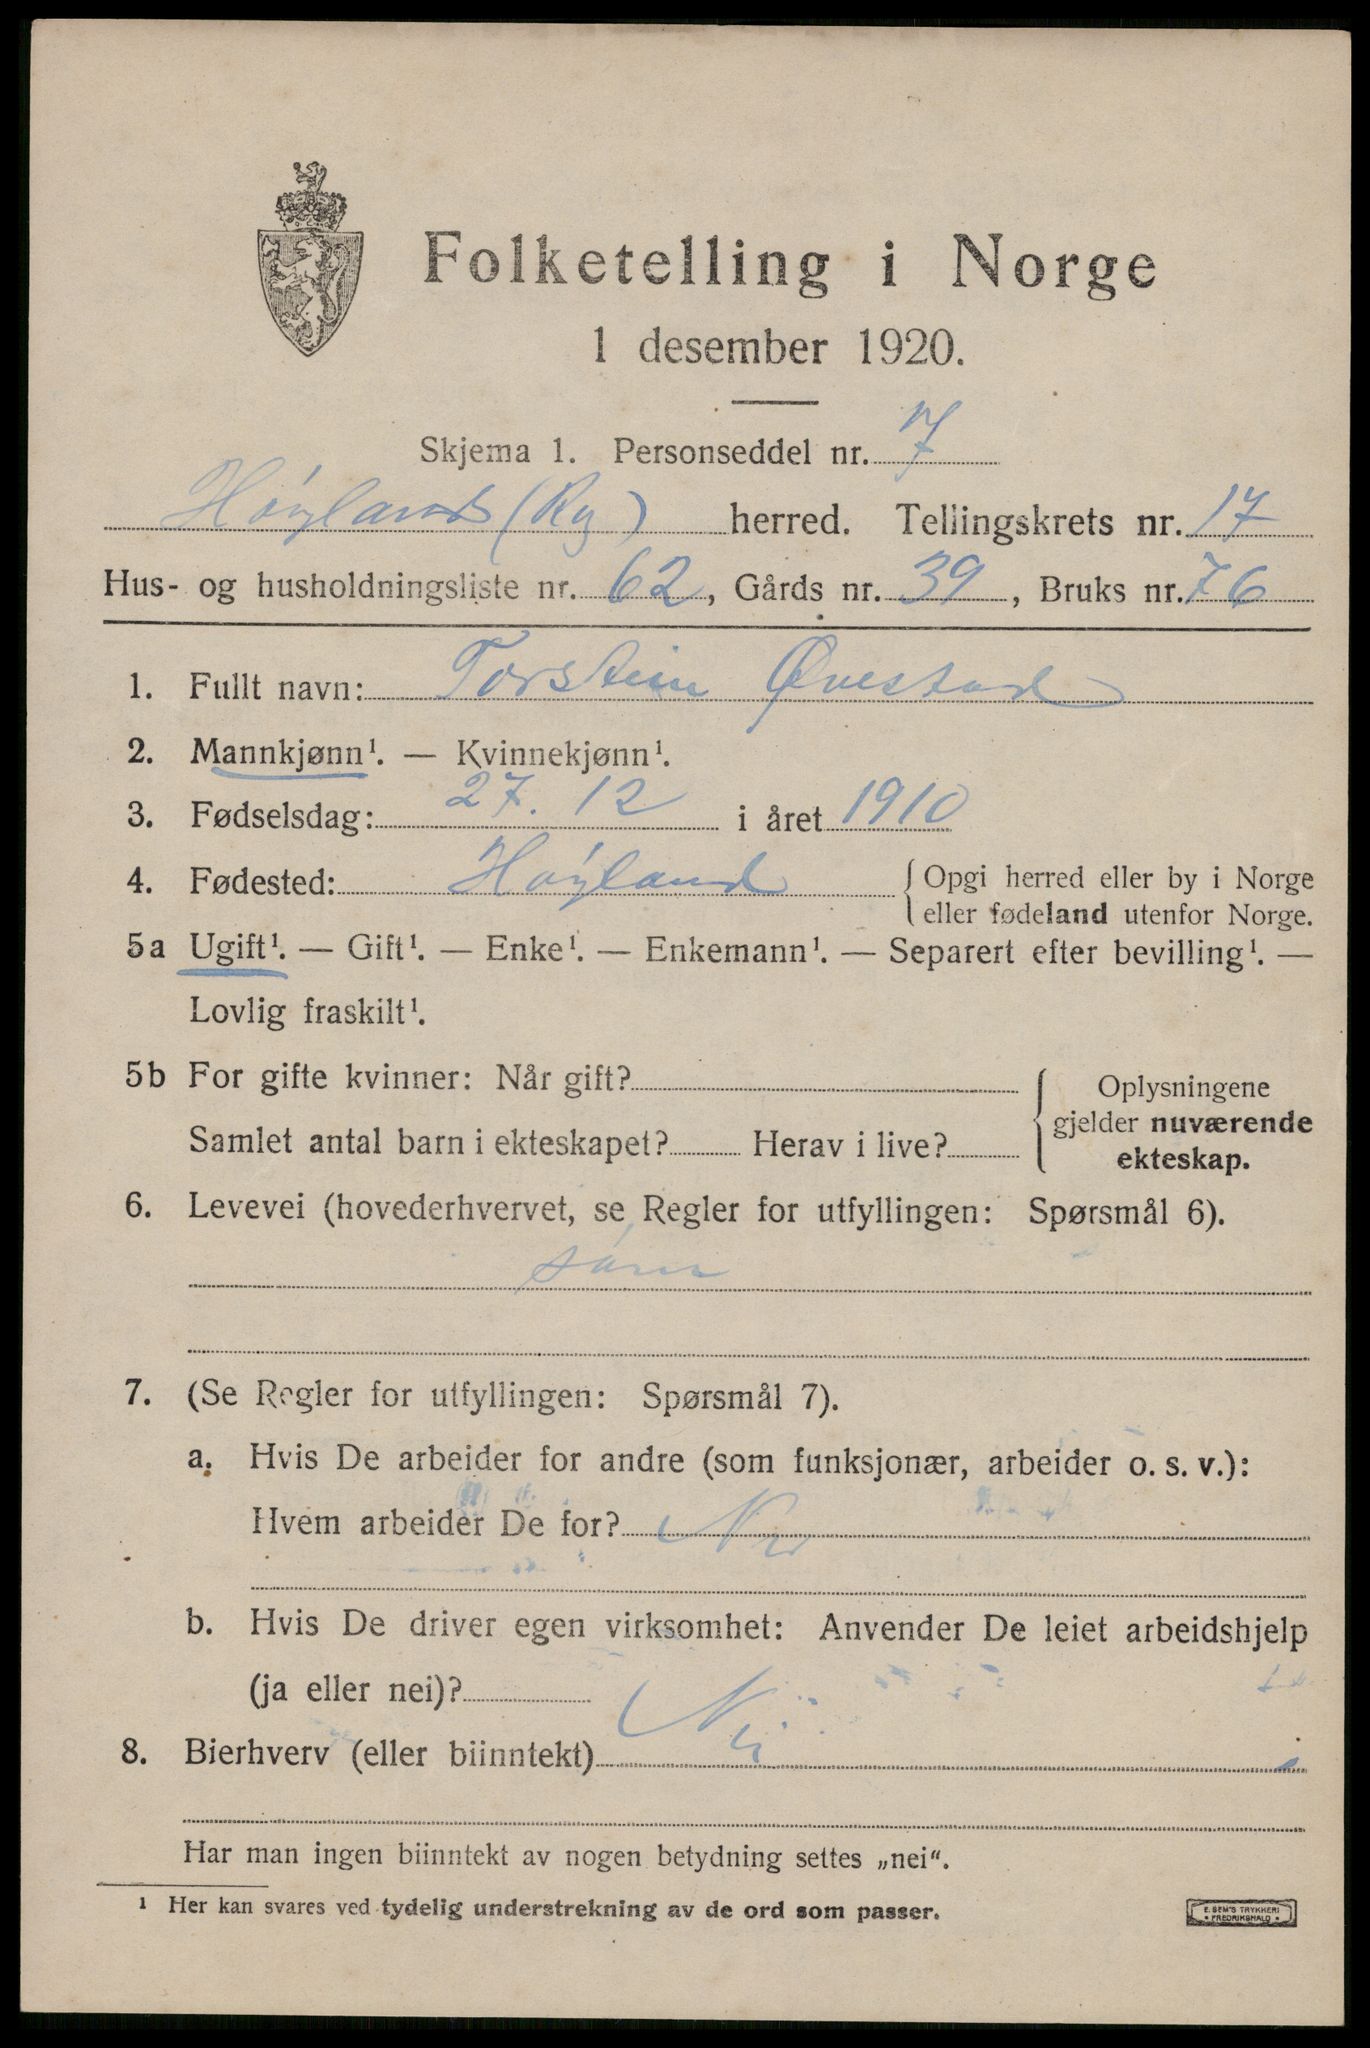 Folketelling i Norge
1 desember 1920.
Skjema 1. Personseddel nr. 7
Høyland (Ry) herred. Tellingskrets nr. 17
Hus- og husholdningsliste nr. 62, Gårds nr. 39, Bruks nr. 76
1. Fullt navn: Torstein Øvestad
2. Mannkjønn¹. — Kvinnekjønn¹.
3. Fødselsdag: 27. 12 i året 1910
4. Fødested: Høyland { Opgi herred eller by i Norge
eller fødeland utenfor Norge.
5a Ugift¹. — Gift¹. — Enke¹. — Enkemann¹. — Separert efter bevilling¹. —
Lovlig fraskilt¹.
5b For gifte kvinner: Når gift?
Samlet antal barn i ekteskapet? Herav i live?
{ Oplysningene
gjelder nuværende
ekteskap.
6. Levevei (hovederhvervet, se Regler for utfyllingen: Spørsmål 6).
sønn
7. (Se Regler for utfyllingen: Spørsmål 7).
a. Hvis De arbeider for andre (som funksjonær, arbeider o. s. v.):
Hvem arbeider De for? Nei
b. Hvis De driver egen virksomhet: Anvender De leiet arbeidshjelp
(ja eller nei)?
8. Bierhverv (eller biinntekt) Nei
Har man ingen biinntekt av nogen betydning settes „nei“.
¹ Her kan svares ved tydelig understrekning av de ord som passer.
E. SEM'S TRYKKERI
• FREDRIKSHALD •